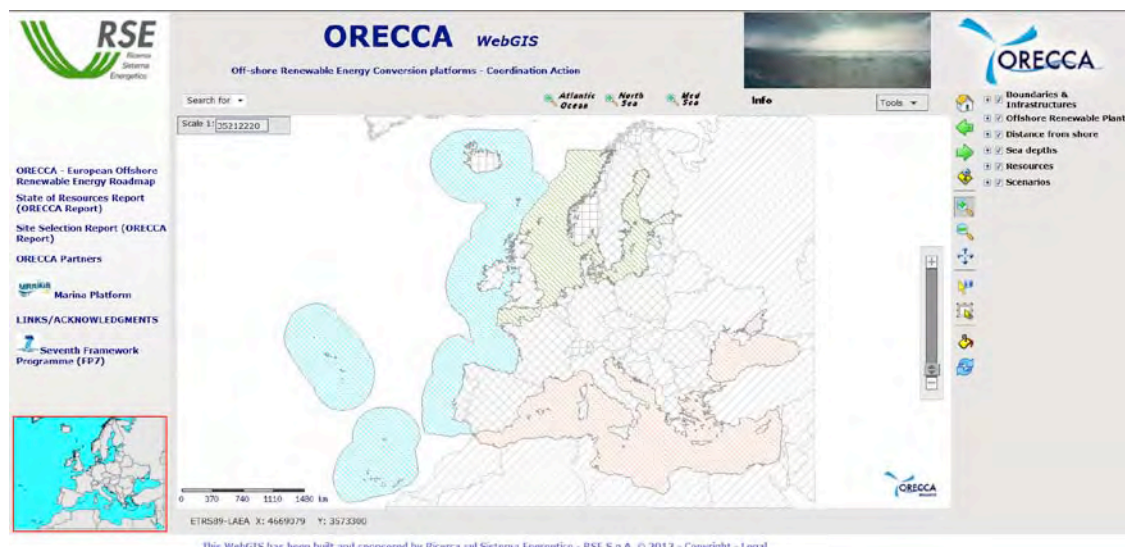 RSE
Ricerca
Sistema
Energetico
ORECCA WebGIS
Off-shore Renewable Energy Conversion platforms - Coordination Action
ORECCA
Search for
Atlantic
Ocean
North
Sea
Med
Sea
Info
Tools
Scale 1: 35212220
Boundaries &
Infrastructures
Offshore Renewable Plant
Distance from shore
Sea depths
Resources
Scenarios
ORECCA - European Offshore
Renewable Energy Roadmap
State of Resources Report
(ORECCA Report)
Site Selection Report (ORECCA
Report)
ORECCA Partners
Marina Platform
LINKS/ACKNOWLEDGMENTS
Seventh Framework
Programme (FP7)
0 370 740 1110 1480 km
ORECCA
ETRS89-LAEA X: 4669079 Y: 3573300
This WebGIS has been built and sponsored by Ricerca sul Sistema Energetico - RSE S.p.A. © 2013 - Copyright - Legal